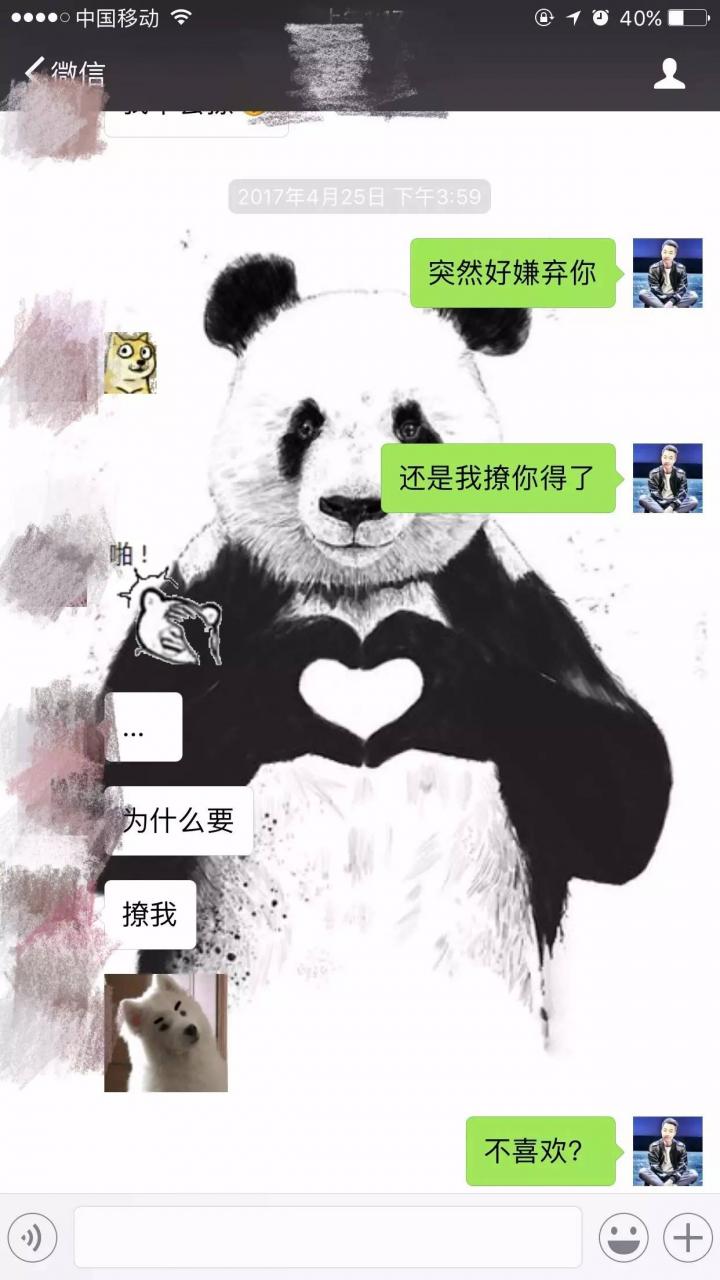 中国移动
40%
微信
2017年4月25日 下午3:59
突然好嫌弃你
还是我撩你得了
啪！
...
为什么要
撩我
不喜欢?